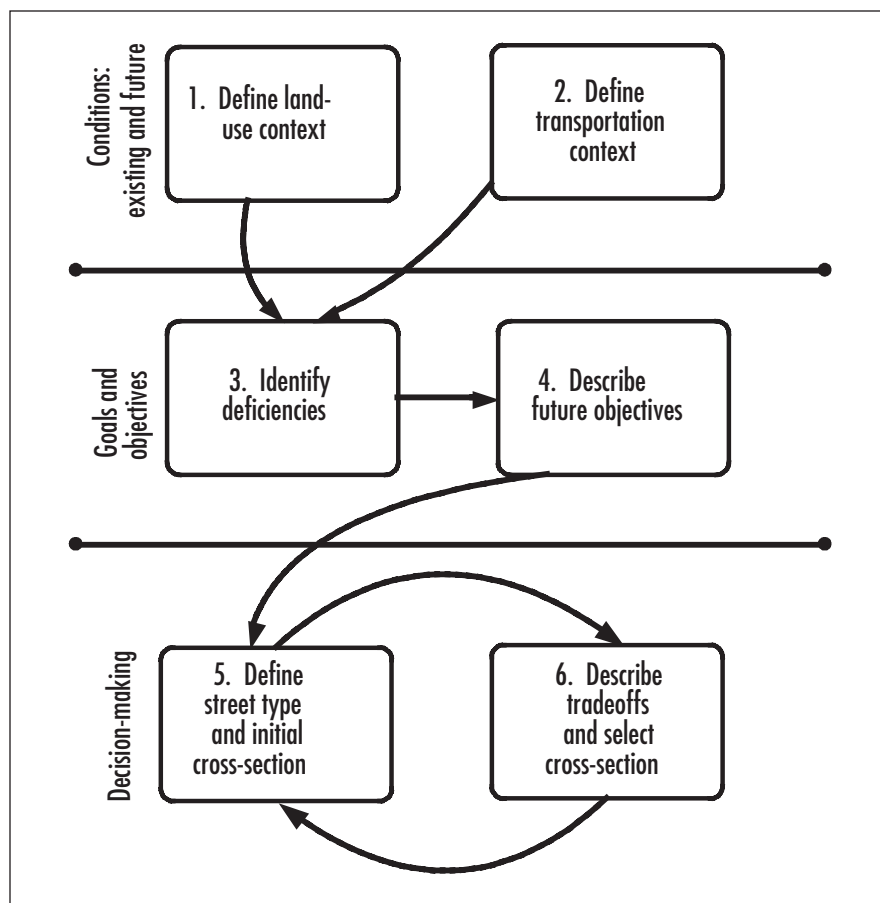 Conditions:
existing and future
1. Define land-
use context
2. Define
transportation
context
Goals and
objectives
3. Identify
deficiencies
4. Describe
future objectives
Decision-making
5. Define
street type
and initial
cross-section
6. Describe
tradeoffs
and select
cross-section